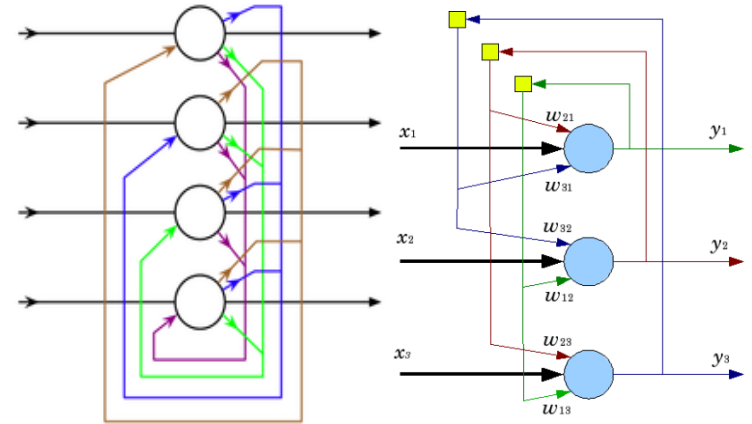 w₂₁
x₁ y₁
w₃₁
w₃₂
x₂ y₂
w₁₂
w₂₃
x₃ y₃
w₁₃